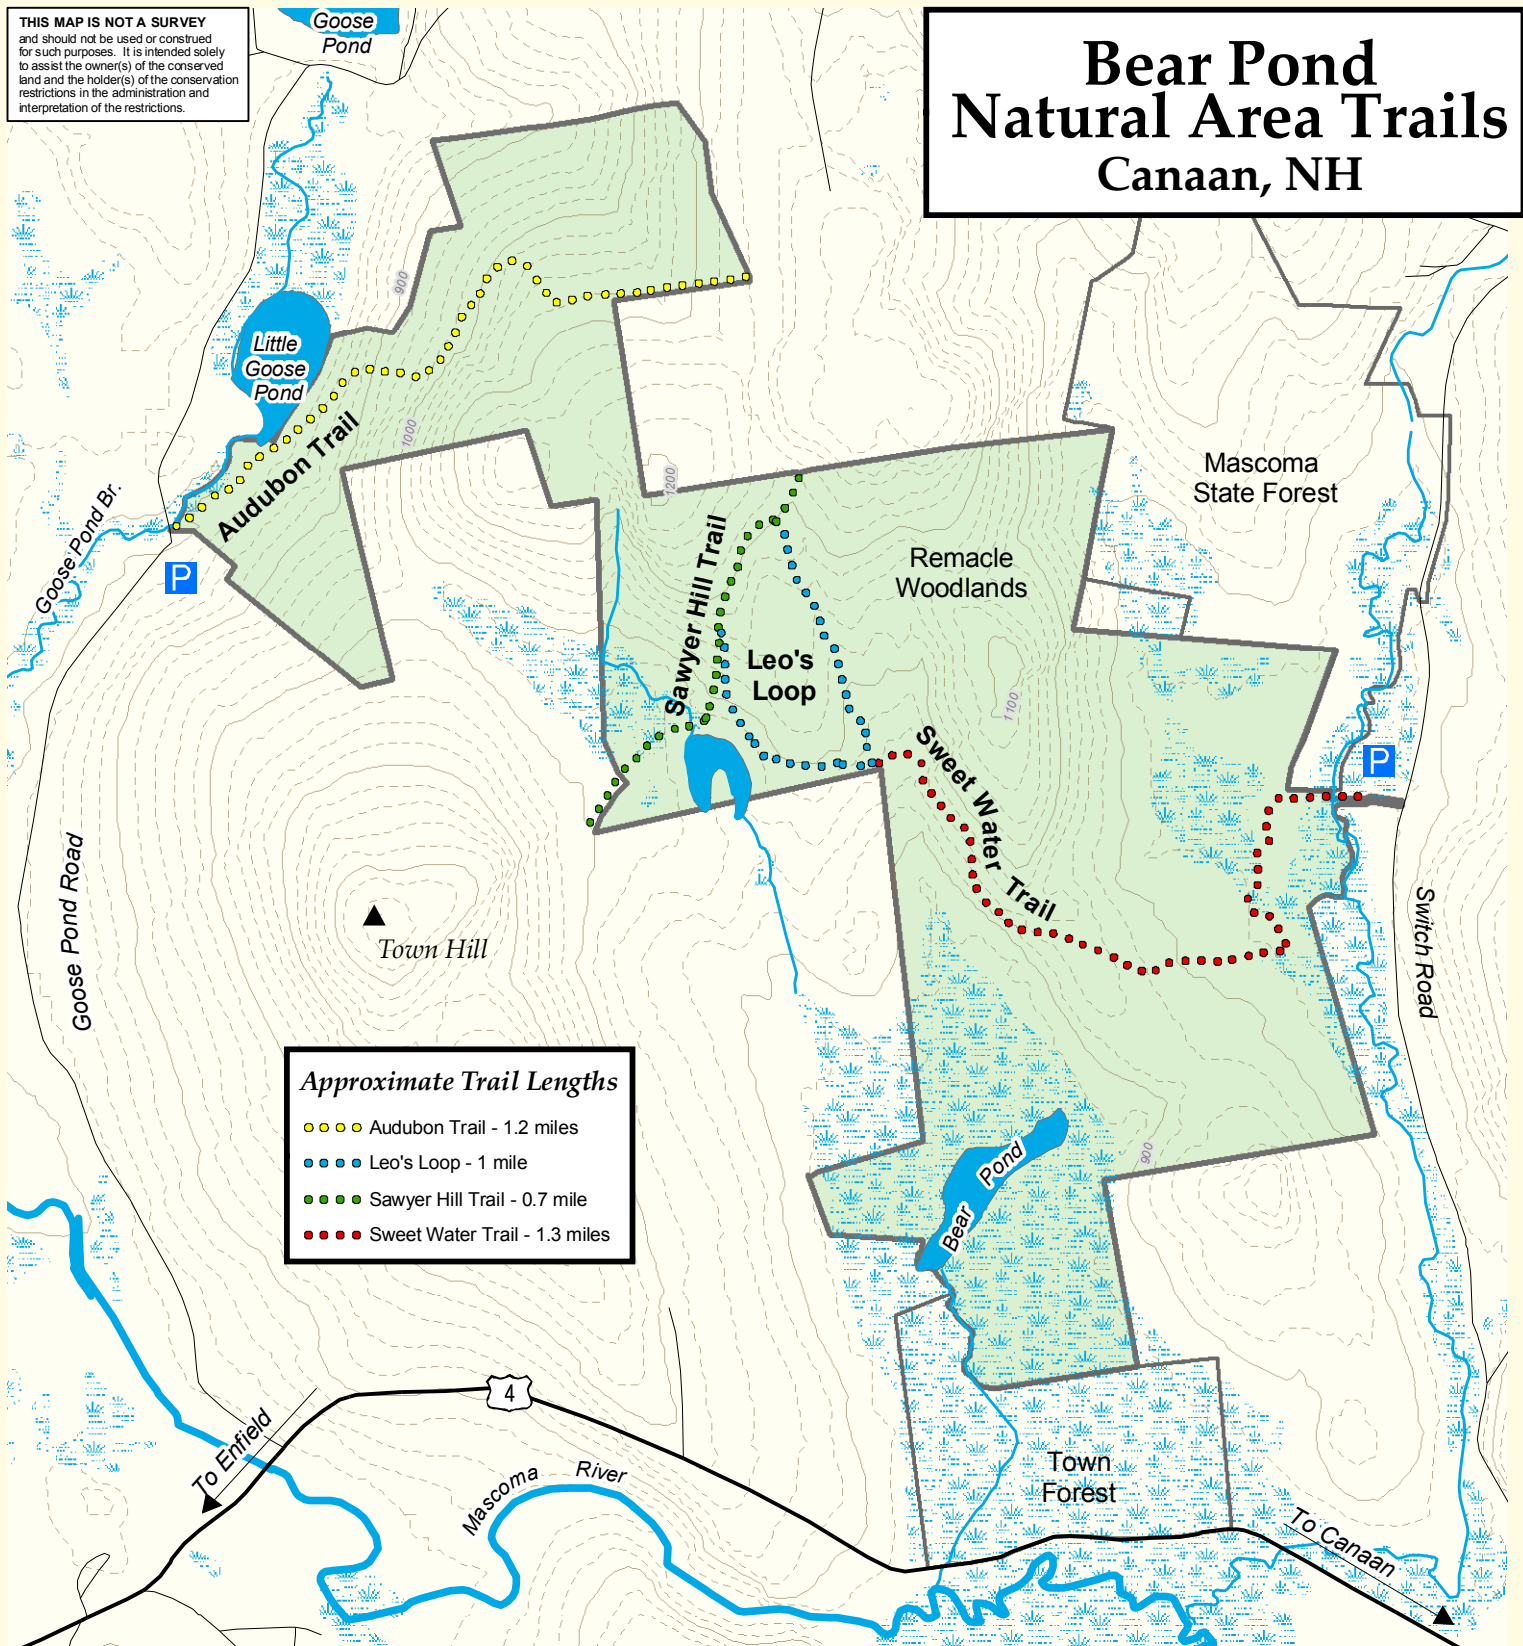 THIS MAP IS NOT A SURVEY
and should not be used or construed
for such purposes. It is intended solely
to assist the owner(s) of the conserved
land and the holder(s) of the conservation
restrictions in the administration and
interpretation of the restrictions.
Goose
Pond
Bear Pond
Natural Area Trails
Canaan, NH
900
Little
Goose
Pond
1000
Audubon Trail
Goose Pond Br.
P
1200
Mascoma
State Forest
Sawyer Hill Trail
Remacle
Woodlands
Leo's
Loop
1100
Sweet Water Trail
P
Goose Pond Road
Town Hill
Switch Road
Approximate Trail Lengths
Audubon Trail - 1.2 miles
Leo's Loop - 1 mile
Sawyer Hill Trail - 0.7 mile
Sweet Water Trail - 1.3 miles
900
Bear Pond
4
To Enfield
Mascoma River
Town
Forest
To Canaan